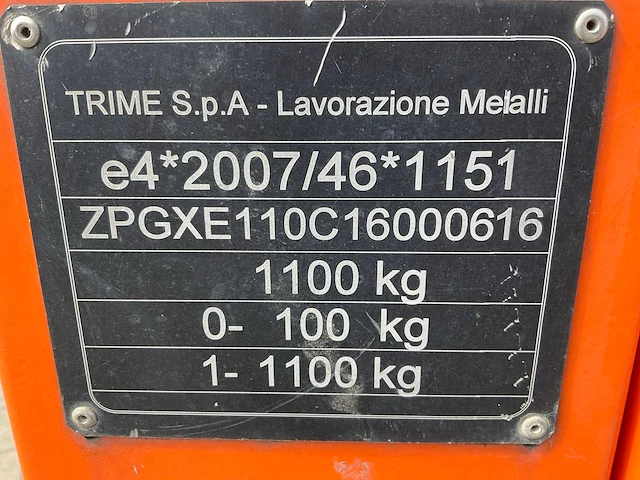 TRIME S.p.A - Lavorazione Metalli
e4*2007/46*1151
ZPGXE110C16000616
1100 kg
0- 100 kg
1- 1100 kg